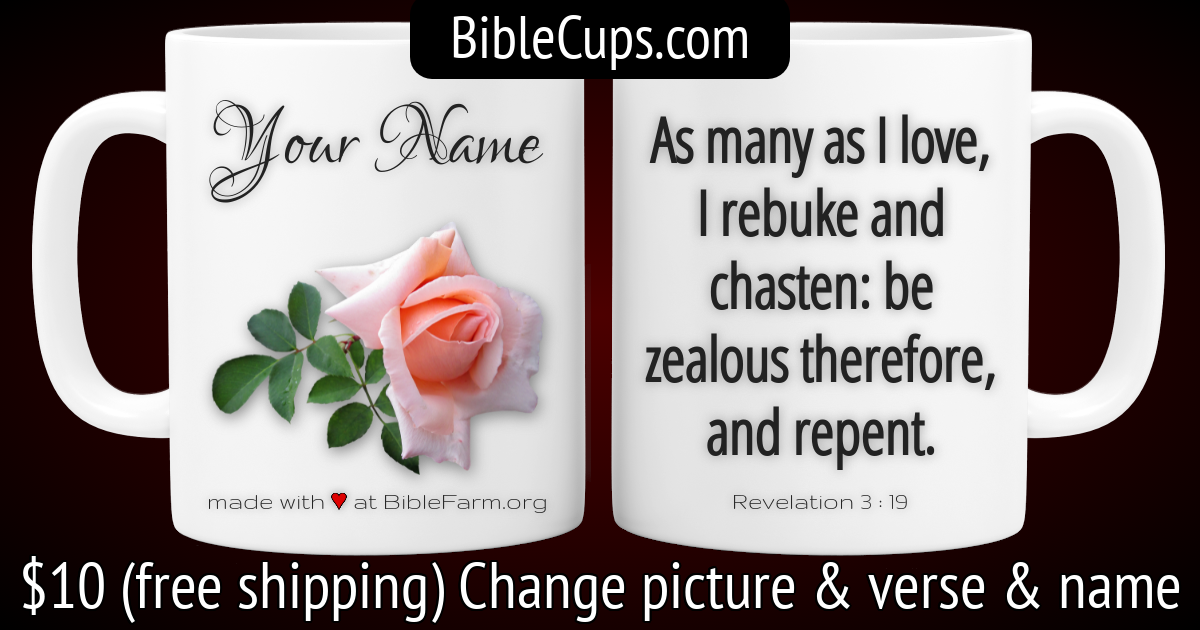 BibleCups.com
Your Name
made with ♥ at BibleFarm.org
As many as I love,
I rebuke and
chasten: be
zealous therefore,
and repent.
Revelation 3 : 19
$10 (free shipping) Change picture & verse & name